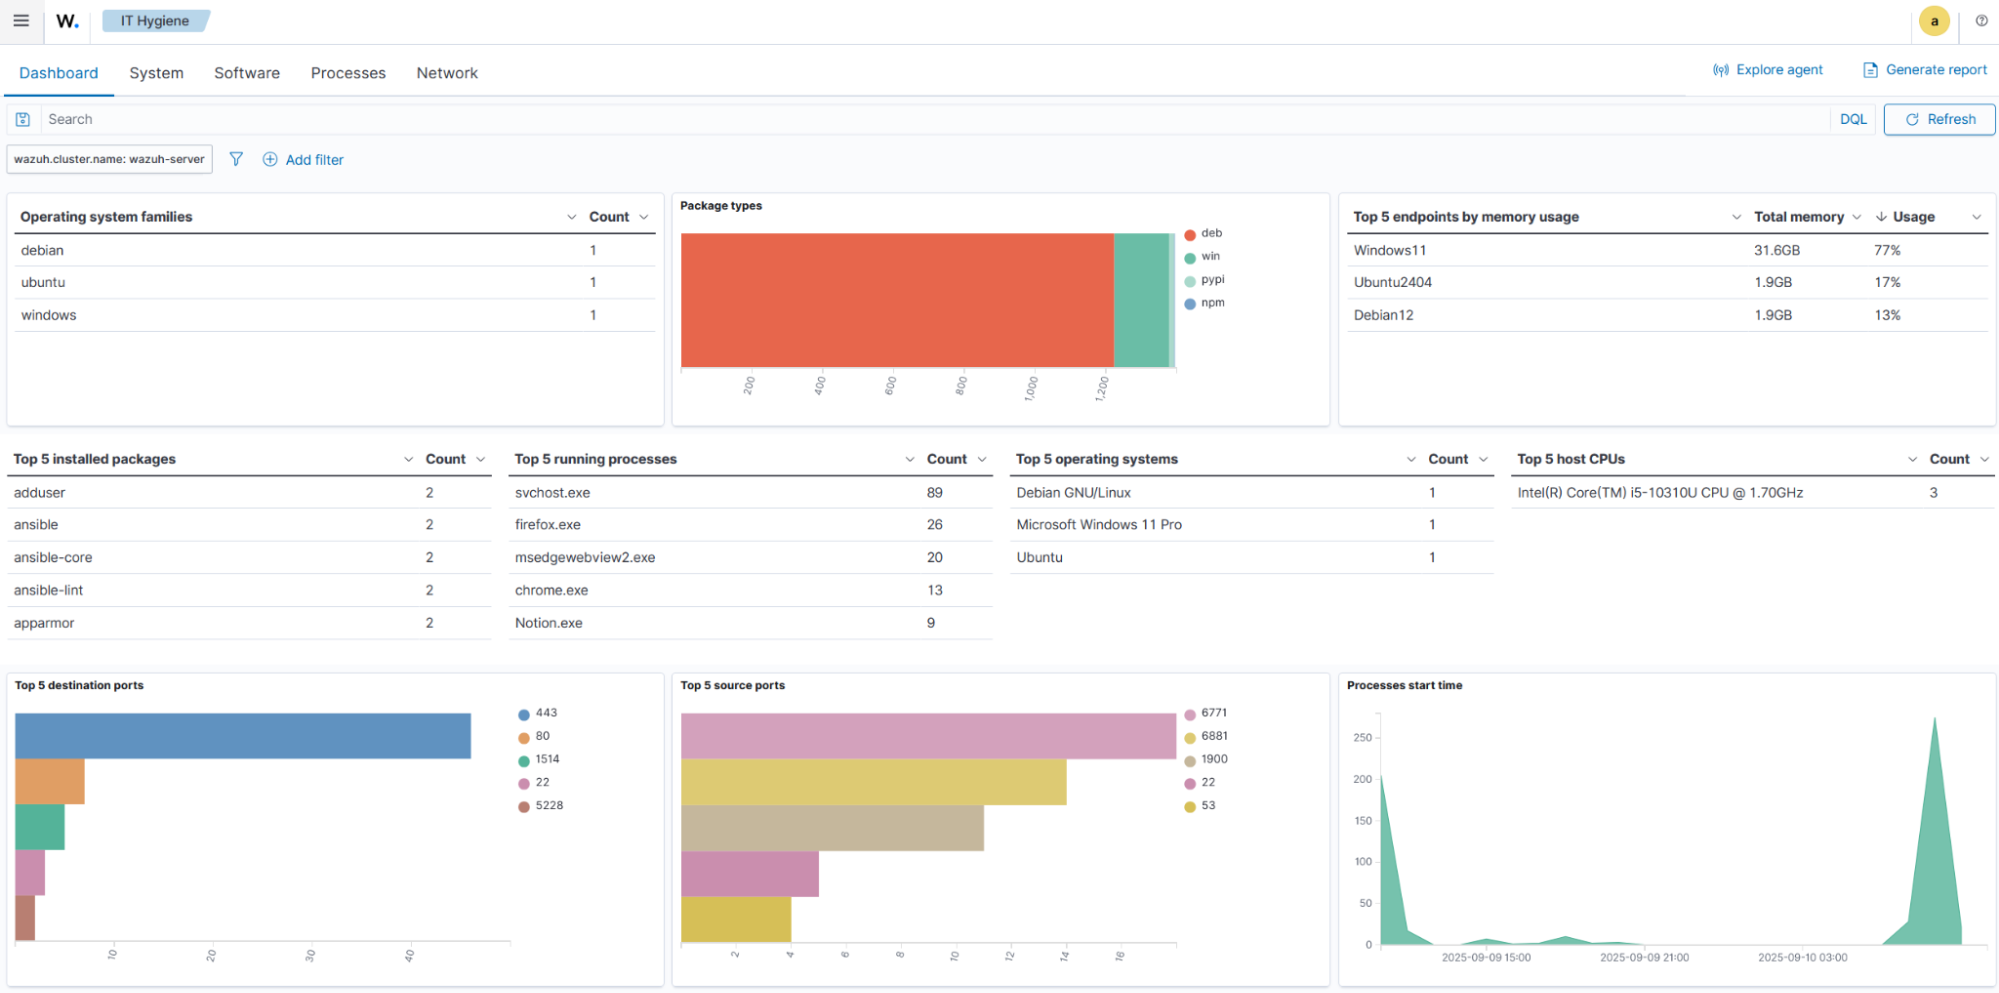 W. IT Hygiene a
Dashboard System Software Processes Network Explore agent Generate report
Search DQL Refresh
wazuh.cluster.name: wazuh-server Add filter
Operating system families Count
debian 1
ubuntu 1
windows 1
Package types
deb
win
pypi
npm
200 400 600 800 1,000 1,200
Top 5 endpoints by memory usage Total memory Usage
Windows11 31.6GB 77%
Ubuntu2404 1.9GB 17%
Debian12 1.9GB 13%
Top 5 installed packages Count
adduser 2
ansible 2
ansible-core 2
ansible-lint 2
apparmor 2
Top 5 running processes Count
svchost.exe 89
firefox.exe 26
msedgewebview2.exe 20
chrome.exe 13
Notion.exe 9
Top 5 operating systems Count
Debian GNU/Linux 1
Microsoft Windows 11 Pro 1
Ubuntu 1
Top 5 host CPUs Count
Intel(R) Core(TM) i5-10310U CPU @ 1.70GHz 3
Top 5 destination ports
443
80
1514
22
5228
10 20 30 40
Top 5 source ports
6771
6881
1900
22
53
2 4 6 8 10 12 14 16
Processes start time
250
200
150
100
50
0
2025-09-09 15:00 2025-09-09 21:00 2025-09-10 03:00